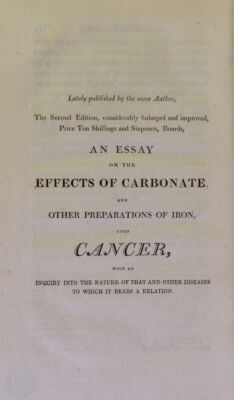 Lately published by the same Author,
The Second Edition, considerably Enlarged and improved,
Price Ten Shillings and Sixpence, Boards,
AN ESSAY
ON THE
EFFECTS OF CARBONATE,
AND
OTHER PREPARATIONS OF IRON,
UPON
CANCER,
WITH AN
INQUIRY INTO THE NATURE OF THAT AND OTHER DISEASES
TO WHICH IT BEARS A RELATION.